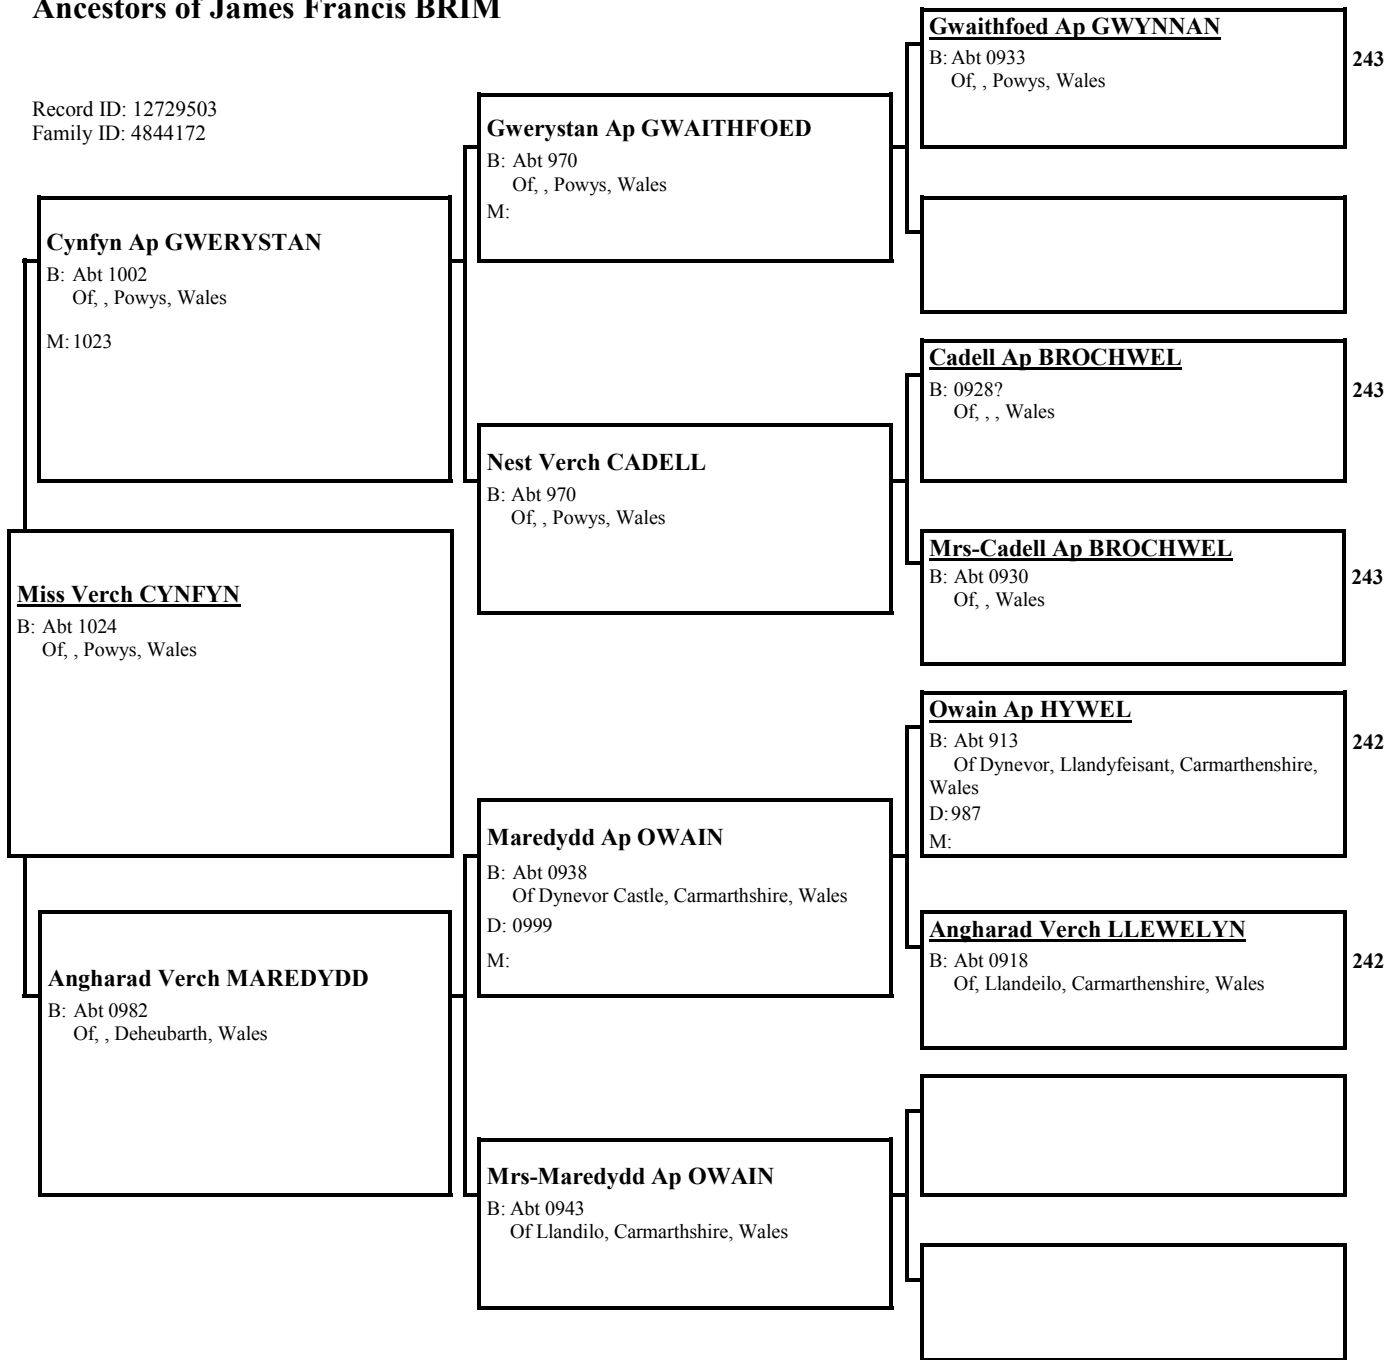 Ancestors of James Francis BRIM
Record ID: 12729503
Family ID: 4844172
Gwaithfoed Ap GWYNNAN
B: Abt 0933
Of, , Powys, Wales
243
Gwerystan Ap GWAITHFOED
B: Abt 970
Of, , Powys, Wales
M:
Cynfyn Ap GWERYSTAN
B: Abt 1002
Of, , Powys, Wales
M: 1023
Cadell Ap BROCHWEL
B: 0928?
Of, , , Wales
243
Nest Verch CADELL
B: Abt 970
Of, , Powys, Wales
Mrs-Cadell Ap BROCHWEL
B: Abt 0930
Of, , Wales
243
Miss Verch CYNFYN
B: Abt 1024
Of, , Powys, Wales
Owain Ap HYWEL
B: Abt 913
Of Dynevor, Llandyfeisant, Carmarthenshire,
Wales
D: 987
M:
242
Maredydd Ap OWAIN
B: Abt 0938
Of Dynevor Castle, Carmarthshire, Wales
D: 0999
M:
Angharad Verch LLEWELYN
B: Abt 0918
Of, Llandeilo, Carmarthenshire, Wales
242
Angharad Verch MAREDYDD
B: Abt 0982
Of, , Deheubarth, Wales
Mrs-Maredydd Ap OWAIN
B: Abt 0943
Of Llandilo, Carmarthshire, Wales